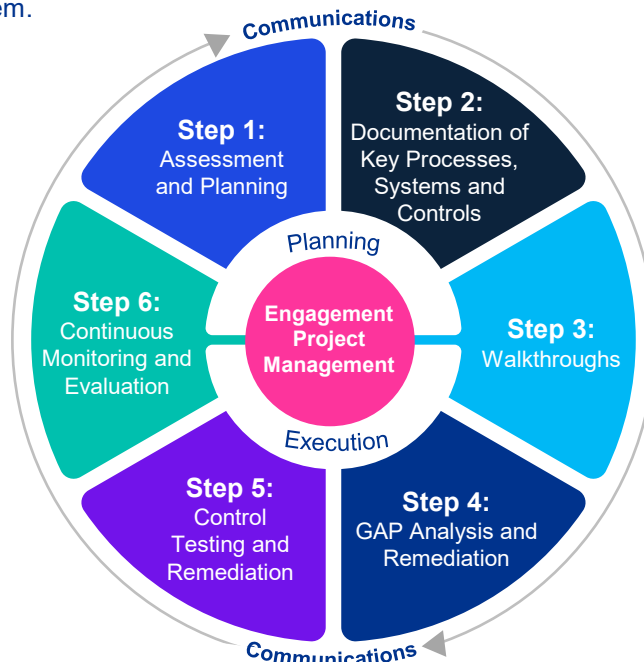 em.
Communications
Step 1:
Assessment
and Planning
Step 2:
Documentation of
Key Processes,
Systems and
Controls
Planning
Step 6:
Continuous
Monitoring and
Evaluation
Engagement
Project
Management
Step 3:
Walkthroughs
Execution
Step 5:
Control
Testing and
Remediation
Step 4:
GAP Analysis and
Remediation
Communications